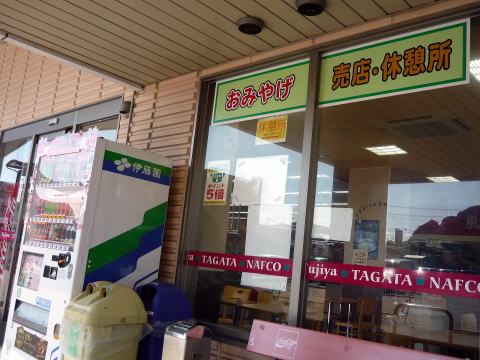 おみやげ
売店・休憩所
休憩所
伊藤園
ポイント
5倍
TAGATA • NAFCO •
Fujiya • TAGATA • NAFCO